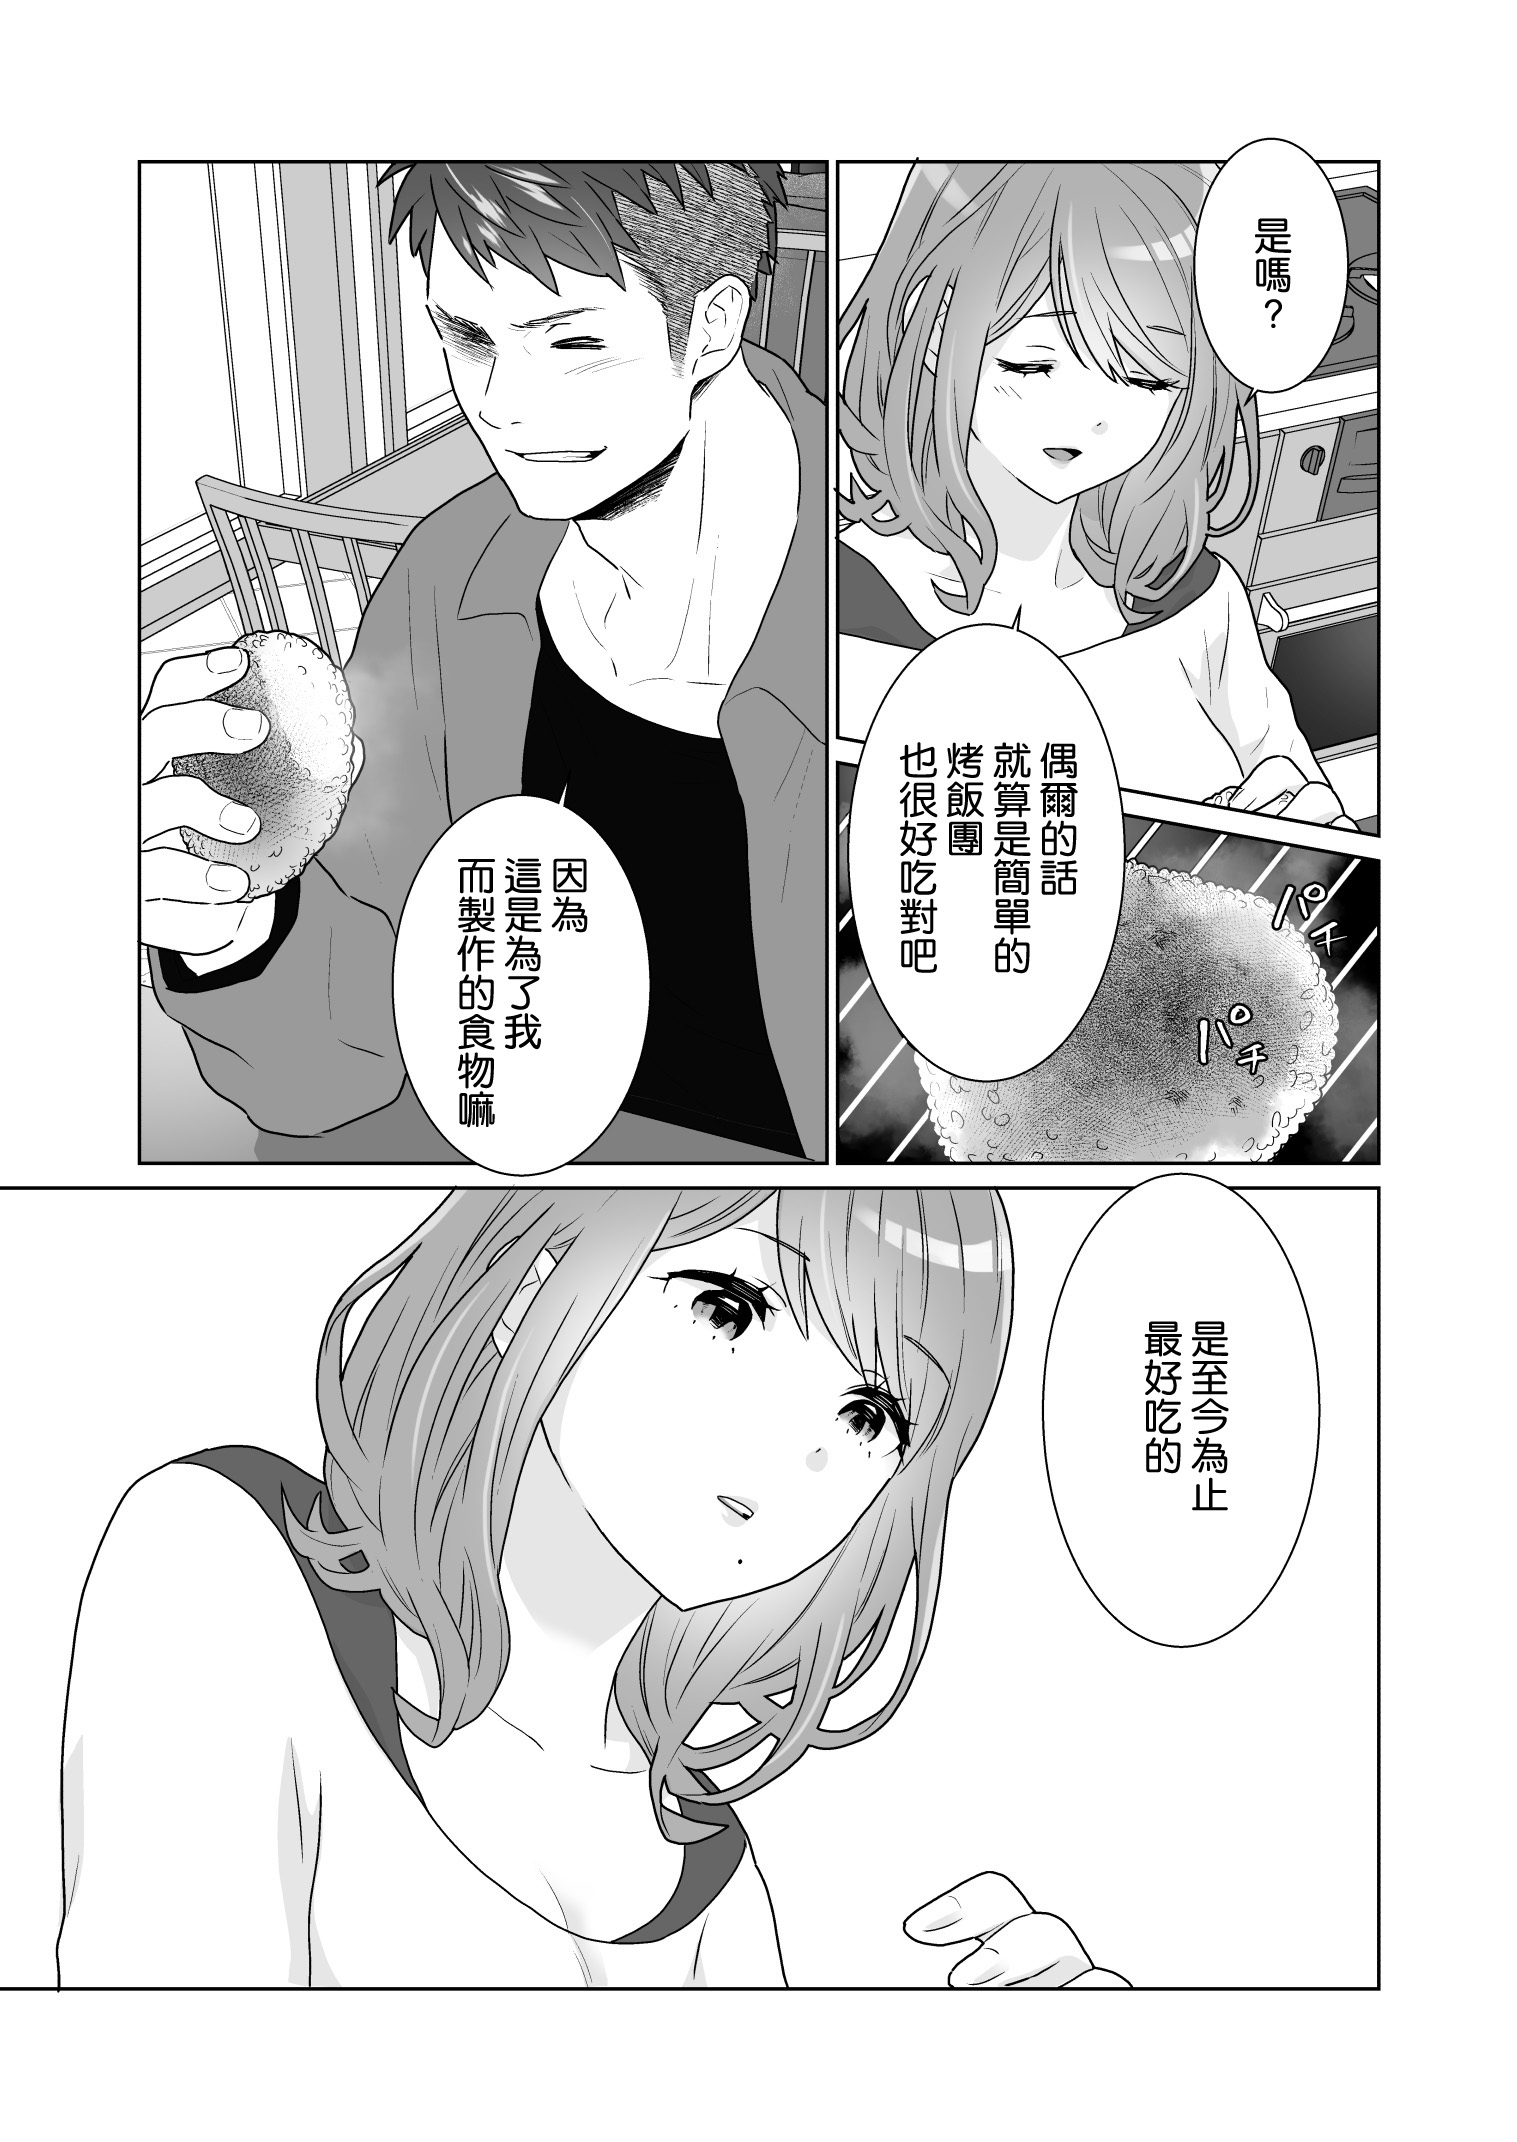 是嗎？
偶爾的話
就算是簡單的
烤飯團
也很好吃對吧
パチ
パチ
因為
這是為了我
而製作的食物嘛
是至今為止
最好吃的